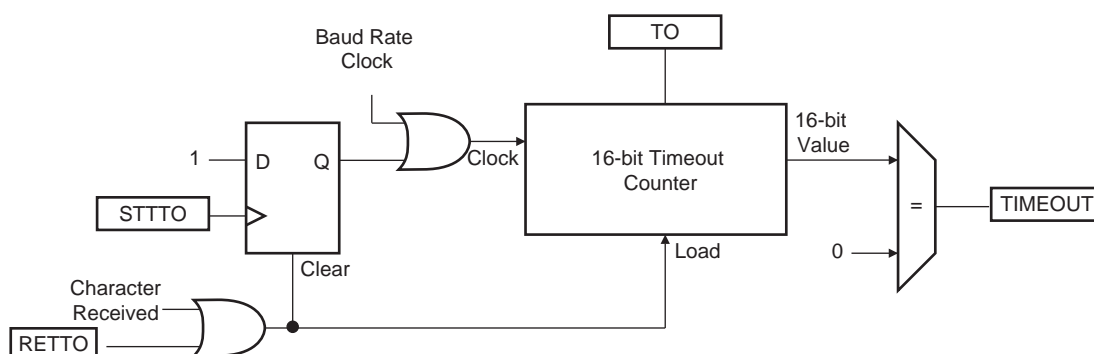 TO
Baud Rate
Clock
16-bit
Value
1
D
Q
Clock
16-bit Timeout
Counter
STTTO
=
TIMEOUT
Clear
Load
0
Character
Received
RETTO